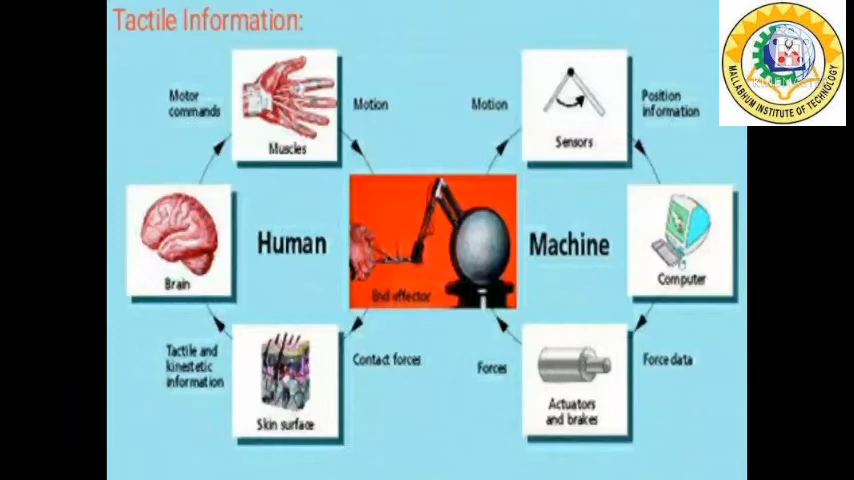 Tactile Information:
MALLABHUM INSTITUTE OF TECHNOLOGY
Motor
commands
Muscles
Motion
Motion
Sensors
Position
information
Brain
Human
End effector
Machine
Computer
Tactile and
kinestetic
information
Skin surface
Contact forces
Forces
Actuators
and brakes
Force data